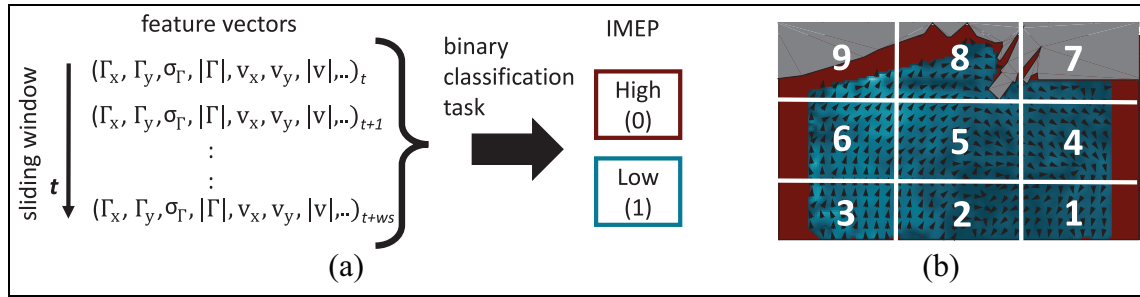 feature vectors
sliding window
t
(Γx, Γy, σΓ, |Γ|, vx, vy, |v|,..)t
(Γx, Γy, σΓ, |Γ|, vx, vy, |v|,..)t+1
:
:
(Γx, Γy, σΓ, |Γ|, vx, vy, |v|,..)t+ws
binary
classification
task
IMEP
High
(0)
Low
(1)
(a)
9 8 7
6 5 4
3 2 1
(b)